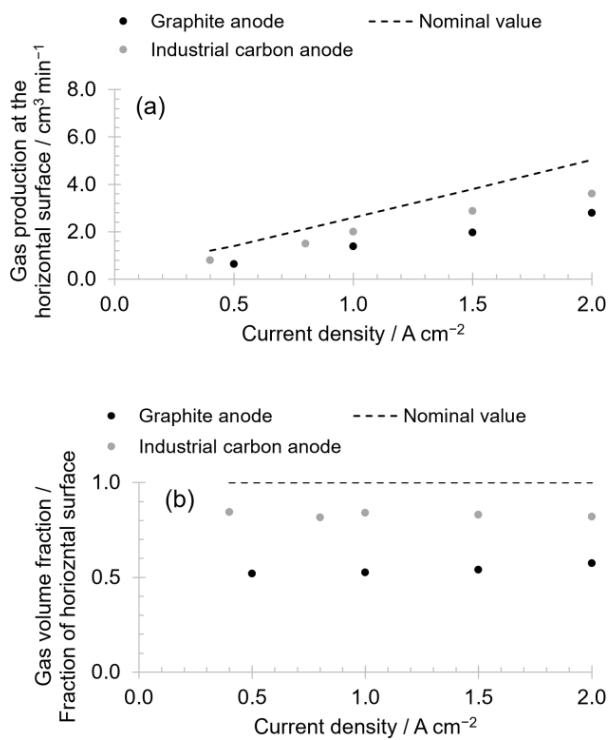 Graphite anode
Nominal value
Industrial carbon anode
(a)
Gas production at the
horizontal surface / cm³ min⁻¹
8.0
6.0
4.0
2.0
0.0
0.0 0.5 1.0 1.5 2.0
Current density / A cm⁻²
Graphite anode
Nominal value
Industrial carbon anode
(b)
Gas volume fraction /
Fraction of horiozntal surface
1.0
0.5
0.0
0.0 0.5 1.0 1.5 2.0
Current density / A cm⁻²